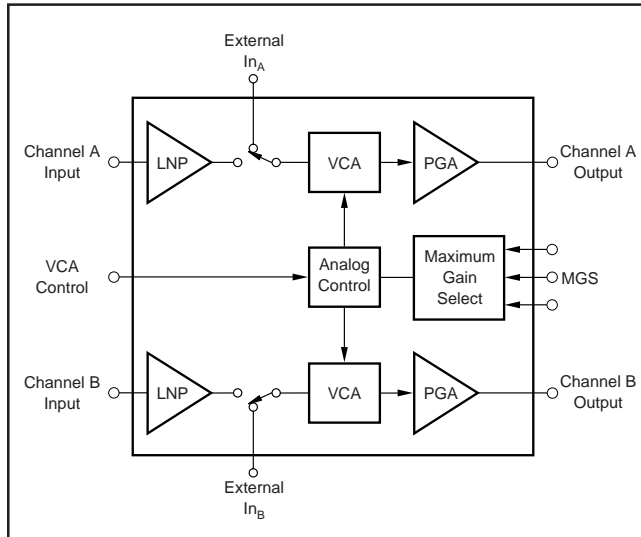 External
In_A
Channel A
Input
LNP
VCA
PGA
Channel A
Output
VCA
Control
Analog
Control
Maximum
Gain
Select
MGS
Channel B
Input
LNP
VCA
PGA
Channel B
Output
External
In_B